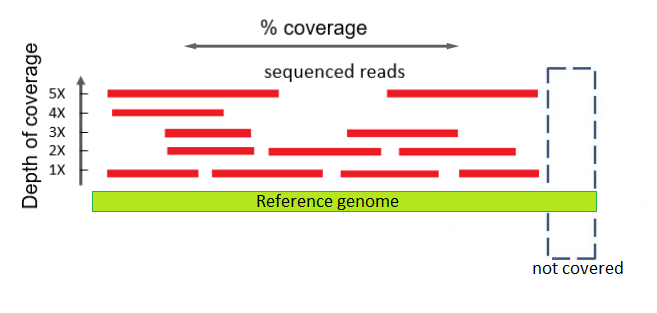 % coverage
sequenced reads
Depth of coverage
5X
4X
3X
2X
1X
Reference genome
not covered